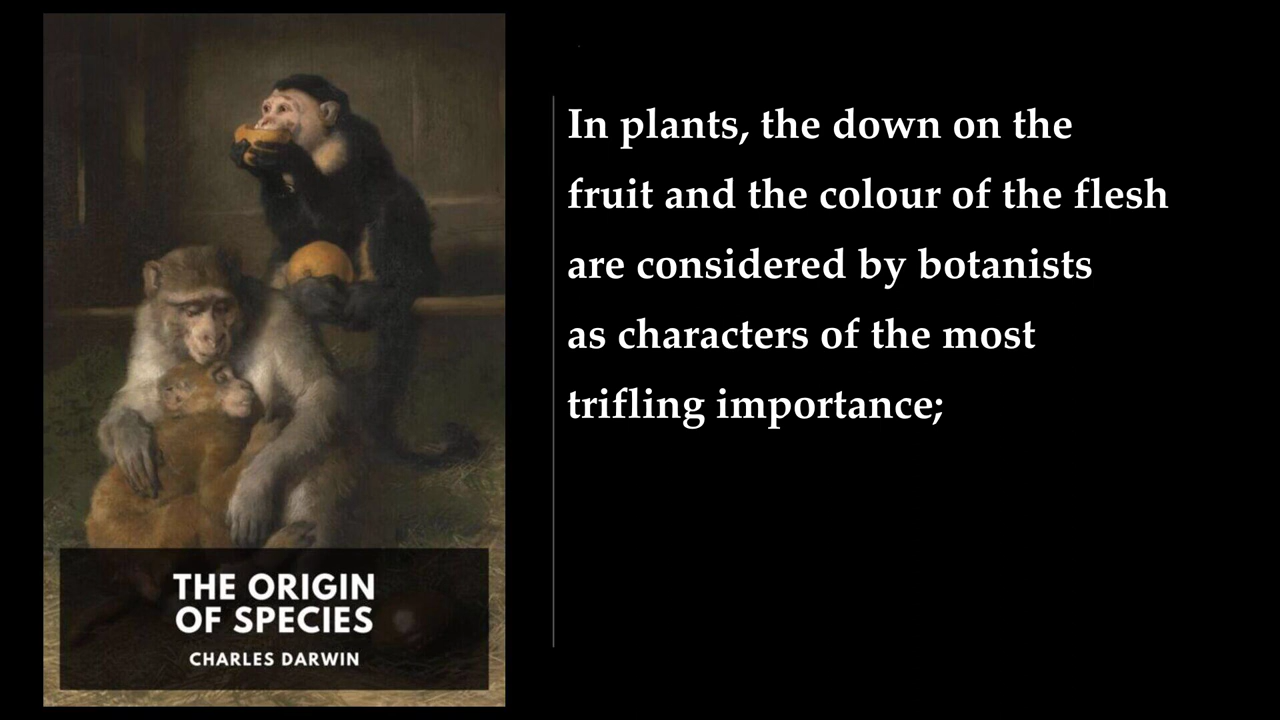 In plants, the down on the
fruit and the colour of the flesh
are considered by botanists
as characters of the most
trifling importance;
THE ORIGIN
OF SPECIES
CHARLES DARWIN